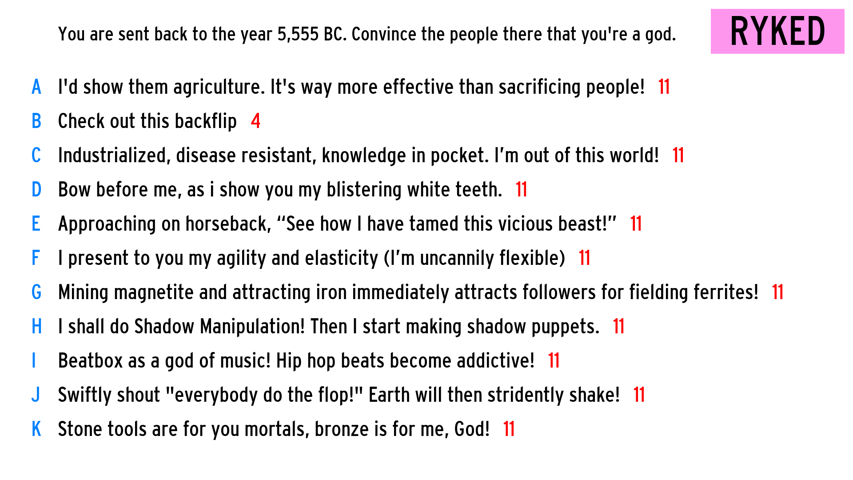 You are sent back to the year 5,555 BC. Convince the people there that you're a god.
RYKED
A I'd show them agriculture. It's way more effective than sacrificing people! 11
B Check out this backflip 4
C Industrialized, disease resistant, knowledge in pocket. I’m out of this world! 11
D Bow before me, as i show you my blistering white teeth. 11
E Approaching on horseback, “See how I have tamed this vicious beast!” 11
F I present to you my agility and elasticity (I’m uncannily flexible) 11
G Mining magnetite and attracting iron immediately attracts followers for fielding ferrites! 11
H I shall do Shadow Manipulation! Then I start making shadow puppets. 11
I Beatbox as a god of music! Hip hop beats become addictive! 11
J Swiftly shout "everybody do the flop!" Earth will then stridently shake! 11
K Stone tools are for you mortals, bronze is for me, God! 11